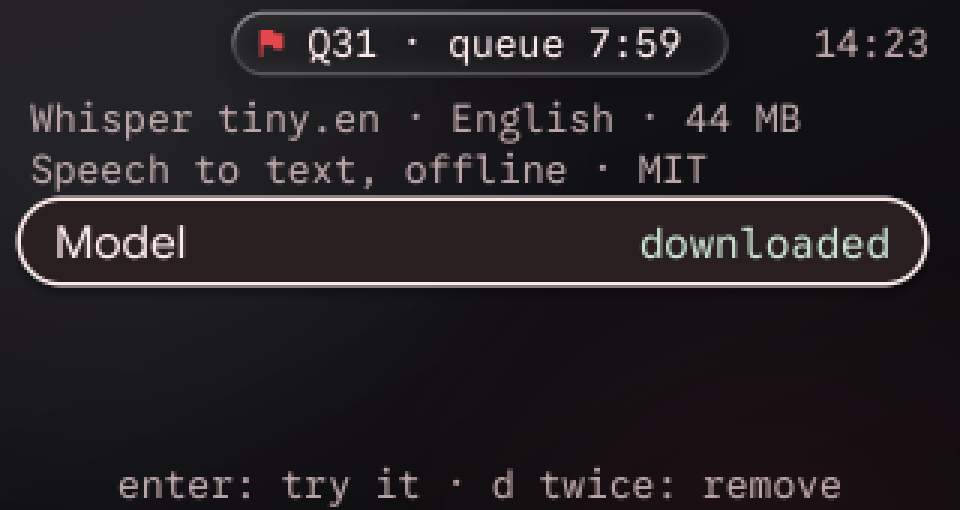 Q31 · queue 7:59 14:23
Whisper tiny.en · English · 44 MB
Speech to text, offline · MIT
Model downloaded
enter: try it · d twice: remove